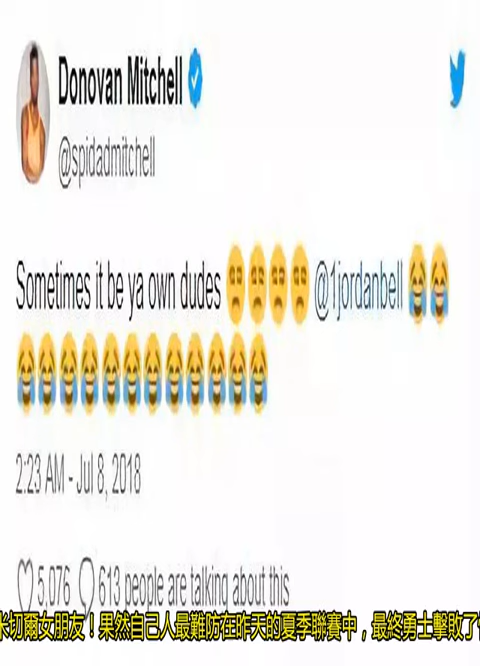 Donovan Mitchell
@spidadmitchell
Sometimes it be ya own dudes 😒😒😒😒 @1jordanbell 😂😂
😂😂😂😂😂😂😂😂😂😂😂😂
2:23 AM - Jul 8, 2018
5,076 613 people are talking about this
米切爾女朋友！果然自己人最難防在昨天的夏季聯賽中，最終勇士擊敗了